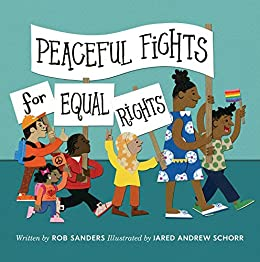 PEACEFUL FIGHTS
for EQUAL RIGHTS
Written by ROB SANDERS Illustrated by JARED ANDREW SCHORR